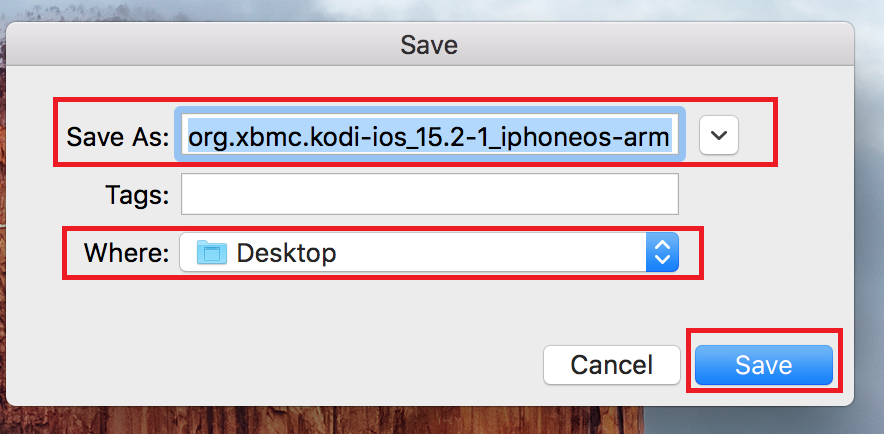 Save
Save As: org.xbmc.kodi-ios_15.2-1_iphoneos-arm
Tags:
Where: Desktop
Cancel Save